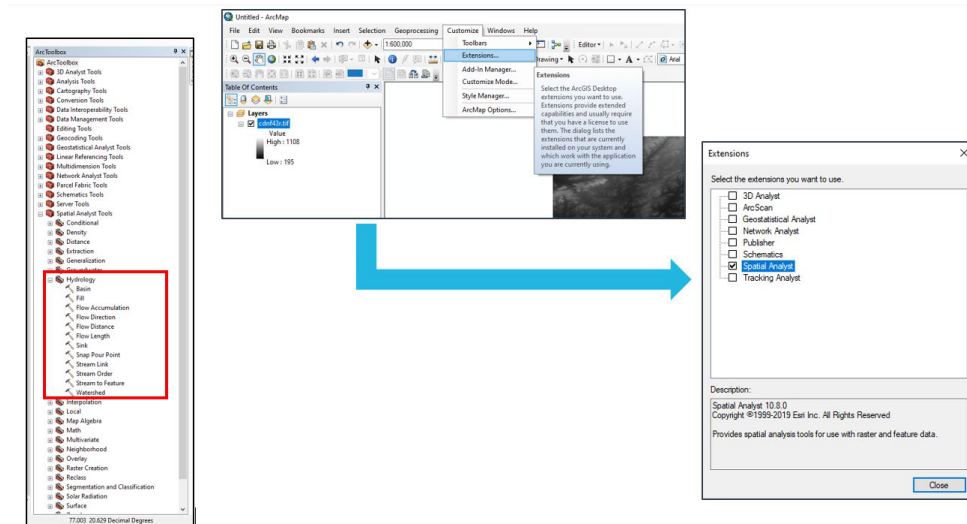 ArcToolbox
ArcToolbox
3D Analyst Tools
Analysis Tools
Cartography Tools
Conversion Tools
Data Interoperability Tools
Data Management Tools
Editing Tools
Geocoding Tools
Geostatistical Analyst Tools
Linear Referencing Tools
Multidimension Tools
Network Analyst Tools
Parcel Fabric Tools
Schematics Tools
Server Tools
Spatial Analyst Tools
Conditional
Density
Distance
Extraction
Generalization
Groundwater
Hydrology
Basin
Fill
Flow Accumulation
Flow Direction
Flow Distance
Flow Length
Sink
Snap Pour Point
Stream Link
Stream Order
Stream to Feature
Watershed
Interpolation
Local
Map Algebra
Math
Multivariate
Neighborhood
Overlay
Raster Creation
Reclass
Segmentation and Classification
Solar Radiation
Surface
77.003 20.629 Decimal Degrees
Untitled - ArcMap
File Edit View Bookmarks Insert Selection Geoprocessing Customize Windows Help
1:600,000
Editor
Drawing
A
Arial
Toolbars
Extensions...
Add-In Manager...
Customize Mode...
Style Manager...
ArcMap Options...
Extensions
Select the ArcGIS Desktop
extensions you want to use.
Extensions provide extended
capabilities and usually require
that you have a license to use
them. The dialog lists the
extensions that are currently
installed on your system and
which work with the application
you are currently using.
Table Of Contents
Layers
cdnf43r.tif
Value
High : 1108
Low : 195
Extensions
Select the extensions you want to use.
3D Analyst
ArcScan
Geostatistical Analyst
Network Analyst
Publisher
Schematics
Spatial Analyst
Tracking Analyst
Description:
Spatial Analyst 10.8.0
Copyright ©1999-2019 Esri Inc. All Rights Reserved
Provides spatial analysis tools for use with raster and feature data.
Close